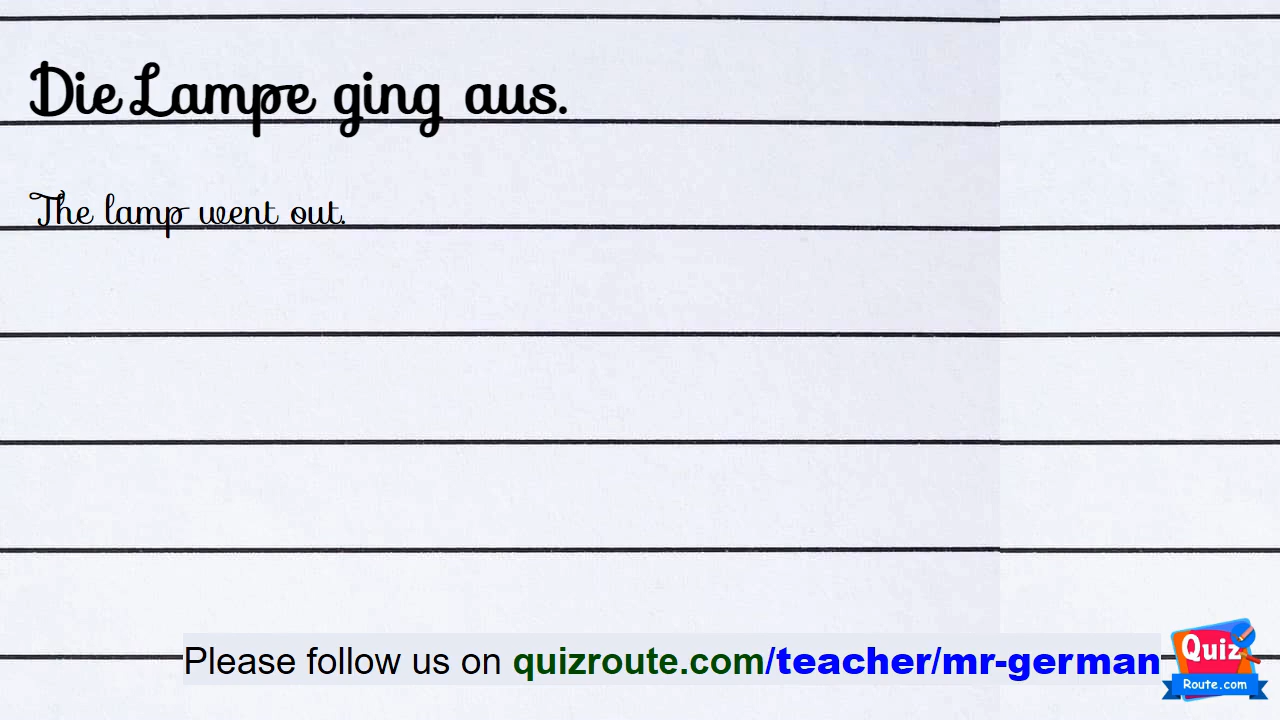 Die Lampe ging aus.
The lamp went out.
Please follow us on quizroute.com/teacher/mr-german
Quiz
Route.com